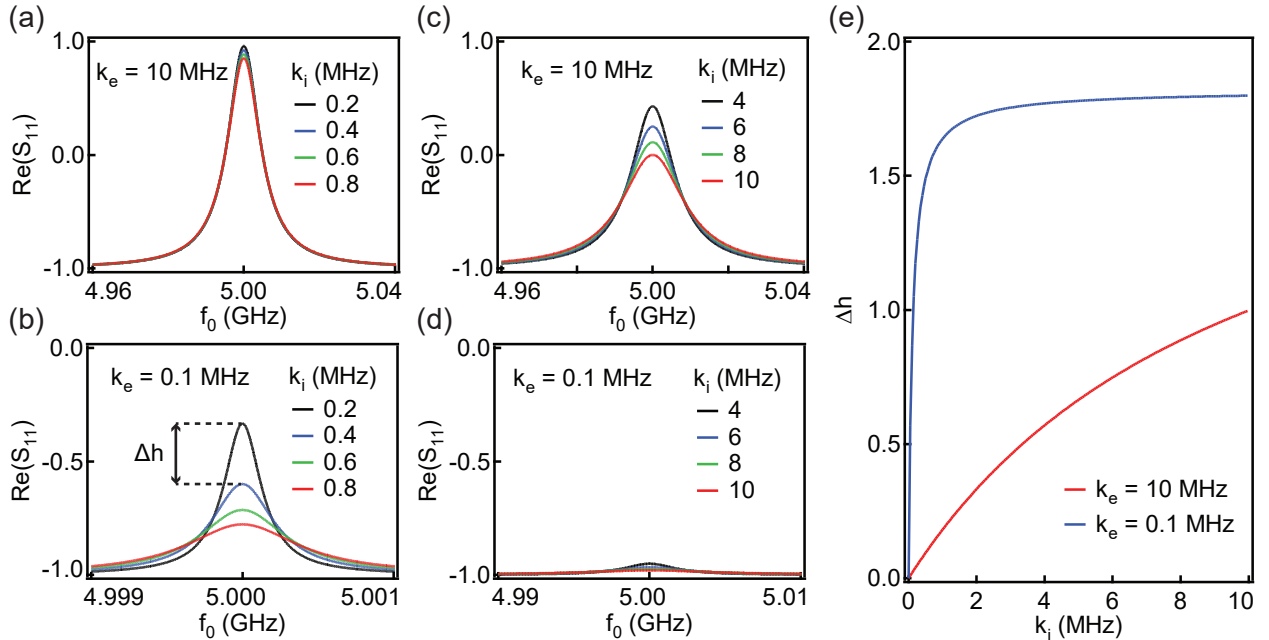 (a)
1.0
0.0
-1.0
Re(S11)
k_e = 10 MHz
k_i (MHz)
0.2
0.4
0.6
0.8
4.96
5.00
5.04
f_0 (GHz)
(b)
0.0
-0.5
-1.0
Re(S11)
k_e = 0.1 MHz
k_i (MHz)
0.2
0.4
0.6
0.8
Δh
4.999
5.000
5.001
f_0 (GHz)
(c)
1.0
0.0
-1.0
Re(S11)
k_e = 10 MHz
k_i (MHz)
4
6
8
10
4.96
5.00
5.04
f_0 (GHz)
(d)
0.0
-0.5
-1.0
Re(S11)
k_e = 0.1 MHz
k_i (MHz)
4
6
8
10
4.99
5.00
5.01
f_0 (GHz)
(e)
2.0
1.5
1.0
0.5
0.0
Δh
k_e = 10 MHz
k_e = 0.1 MHz
0
2
4
6
8
10
k_i (MHz)